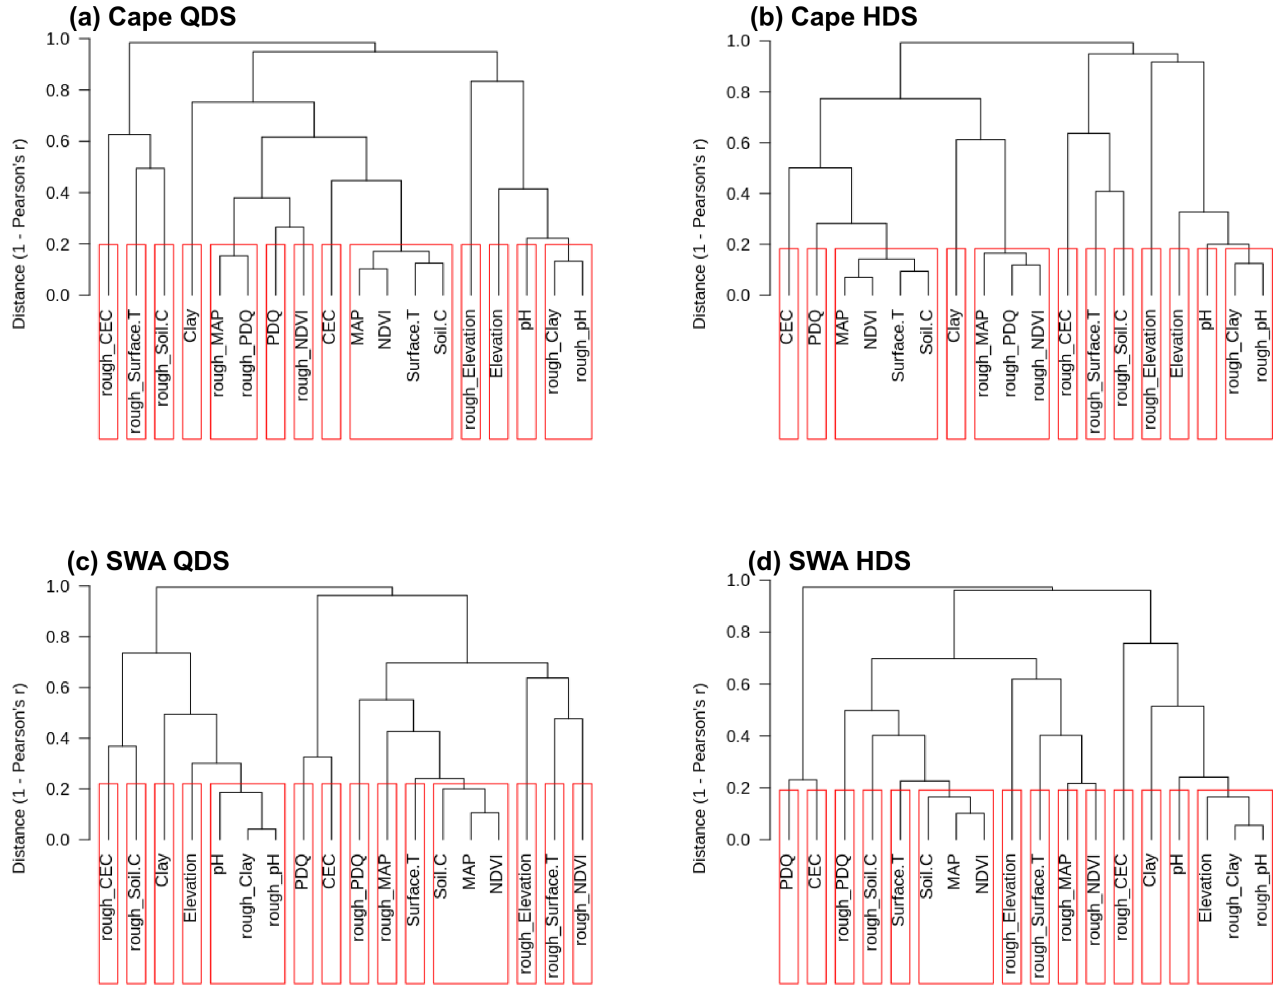 (a) Cape QDS
Distance (1 - Pearson's r)
1.0
0.8
0.6
0.4
0.2
0.0
rough_CEC
rough_Surface.T
rough_Soil.C
Clay
rough_MAP
rough_PDQ
PDQ
rough_NDVI
CEC
MAP
NDVI
Surface.T
Soil.C
rough_Elevation
Elevation
pH
rough_Clay
rough_pH
(b) Cape HDS
Distance (1 - Pearson's r)
1.0
0.8
0.6
0.4
0.2
0.0
CEC
PDQ
MAP
NDVI
Surface.T
Soil.C
Clay
rough_MAP
rough_PDQ
rough_NDVI
rough_CEC
rough_Surface.T
rough_Soil.C
rough_Elevation
Elevation
pH
rough_Clay
rough_pH
(c) SWA QDS
Distance (1 - Pearson's r)
1.0
0.8
0.6
0.4
0.2
0.0
rough_CEC
rough_Soil.C
Clay
Elevation
pH
rough_Clay
rough_pH
PDQ
CEC
rough_PDQ
rough_MAP
Surface.T
Soil.C
MAP
NDVI
rough_Elevation
rough_Surface.T
rough_NDVI
(d) SWA HDS
Distance (1 - Pearson's r)
1.0
0.8
0.6
0.4
0.2
0.0
PDQ
CEC
rough_PDQ
rough_Soil.C
Surface.T
Soil.C
MAP
NDVI
rough_Elevation
rough_Surface.T
rough_MAP
rough_NDVI
rough_CEC
Clay
pH
Elevation
rough_Clay
rough_pH